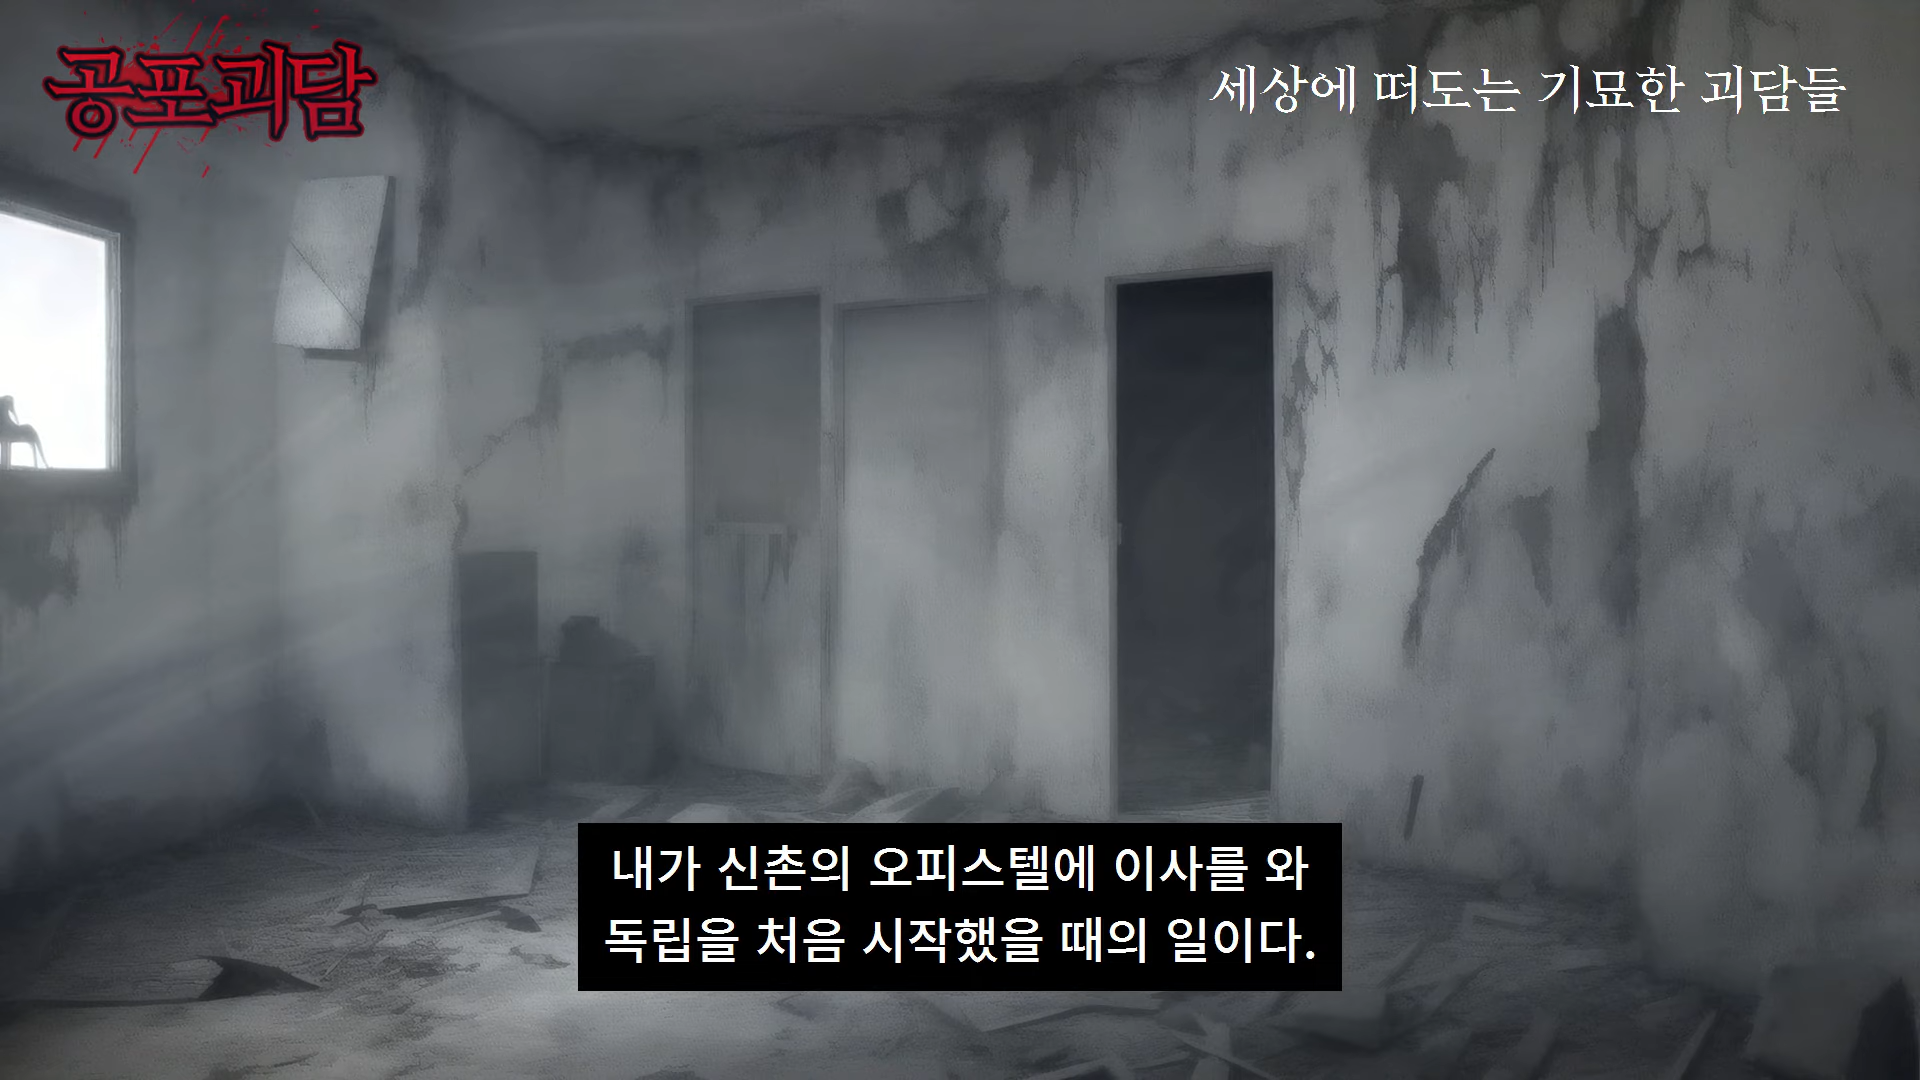 공포괴담
세상에 떠도는 기묘한 괴담들
내가 신촌의 오피스텔에 이사를 와
독립을 처음 시작했을 때의 일이다.